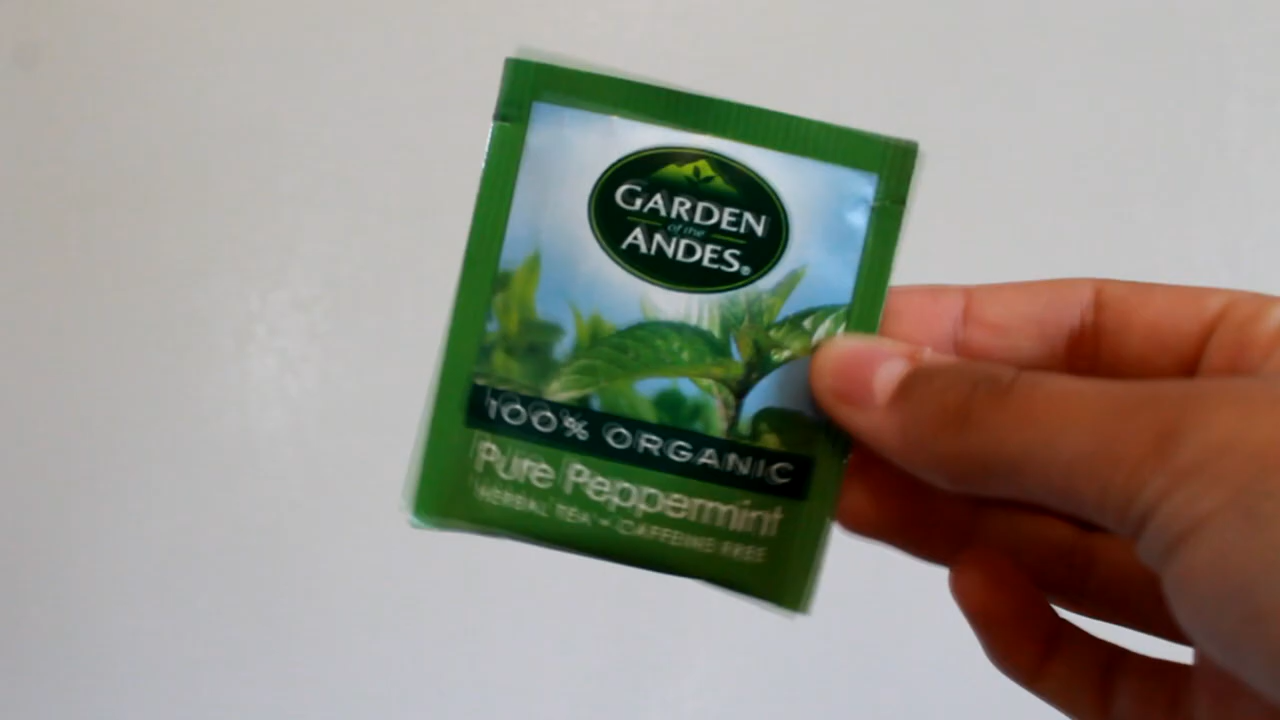 GARDEN
of the
ANDES®
100% ORGANIC
Pure Peppermint
HERBAL TEA • CAFFEINE FREE